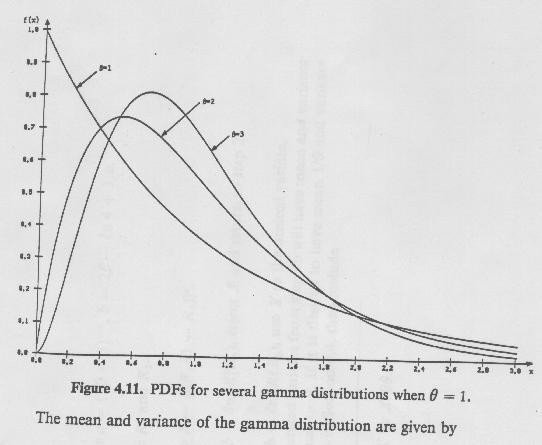 f(x)
1.0
0.9
0.8
0.7
0.6
0.5
0.4
0.3
0.2
0.1
0.0
θ=1
β=2
θ=3
0.2 0.4 0.6 0.8 1.0 1.2 1.4 1.6 1.8 2.0 2.2 2.4 2.6 2.8 3.0 x
Figure 4.11. PDFs for several gamma distributions when θ = 1.
The mean and variance of the gamma distribution are given by